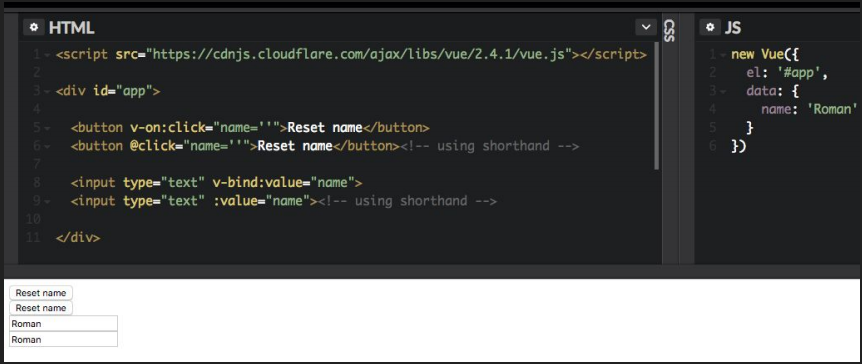 HTML
1 <script src="https://cdnjs.cloudflare.com/ajax/libs/vue/2.4.1/vue.js"></script>
2
3 <div id="app">
4
5   <button v-on:click="name=''">Reset name</button>
6   <button @click="name=''">Reset name</button><!-- using shorthand -->
7
8   <input type="text" v-bind:value="name">
9   <input type="text" :value="name"><!-- using shorthand -->
10
11 </div>
CSS
JS
1 new Vue({
2   el: '#app',
3   data: {
4     name: 'Roman'
5   }
6 })
Reset name
Reset name
Roman
Roman